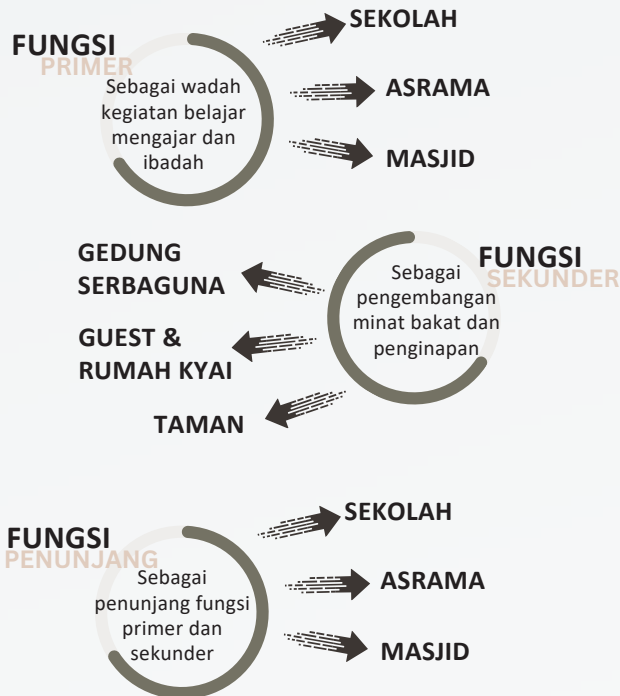 FUNGSI
PRIMER
Sebagai wadah
kegiatan belajar
mengajar dan
ibadah
SEKOLAH
ASRAMA
MASJID
FUNGSI
SEKUNDER
Sebagai
pengembangan
minat bakat dan
penginapan
GEDUNG
SERBAGUNA
GUEST &
RUMAH KYAI
TAMAN
FUNGSI
PENUNJANG
Sebagai
penunjang fungsi
primer dan
sekunder
SEKOLAH
ASRAMA
MASJID